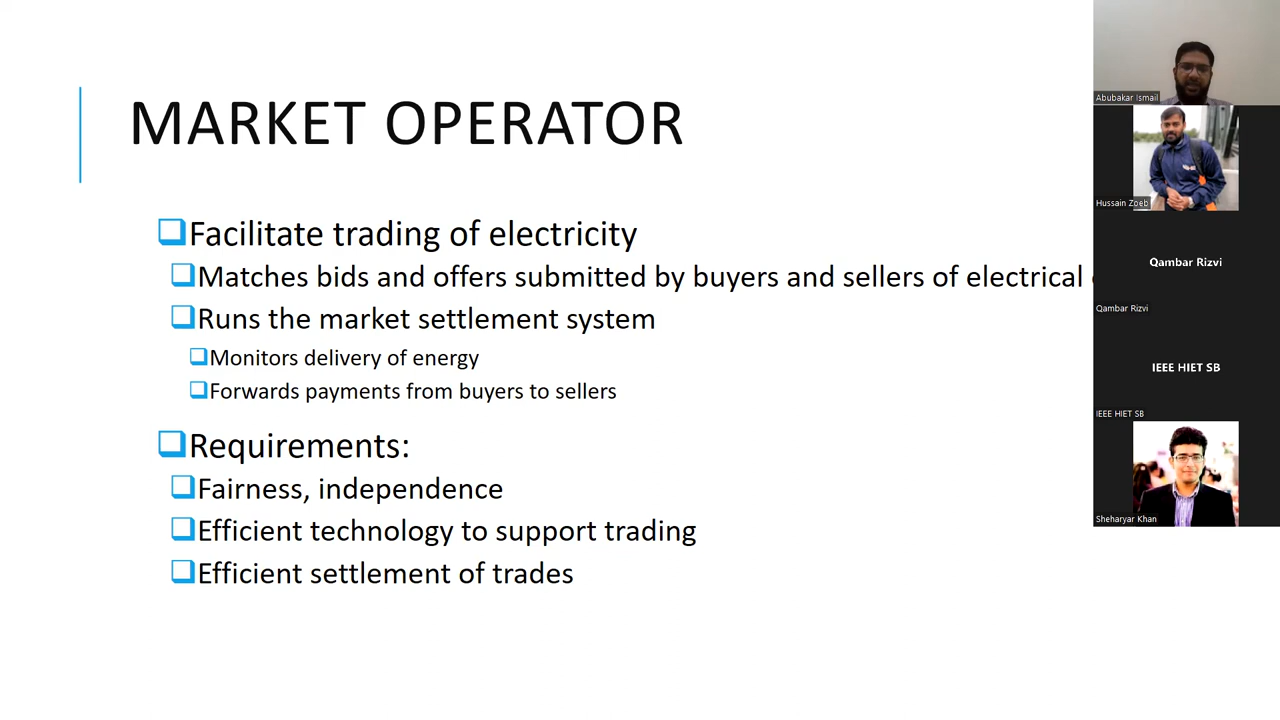 MARKET OPERATOR
Facilitate trading of electricity
Matches bids and offers submitted by buyers and sellers of electrical
Runs the market settlement system
Monitors delivery of energy
Forwards payments from buyers to sellers
Requirements:
Fairness, independence
Efficient technology to support trading
Efficient settlement of trades
Abubakar Ismail
Hussain Zoeb
Qambar Rizvi
Qambar Rizvi
IEEE HIET SB
IEEE HIET SB
Sheharyar Khan